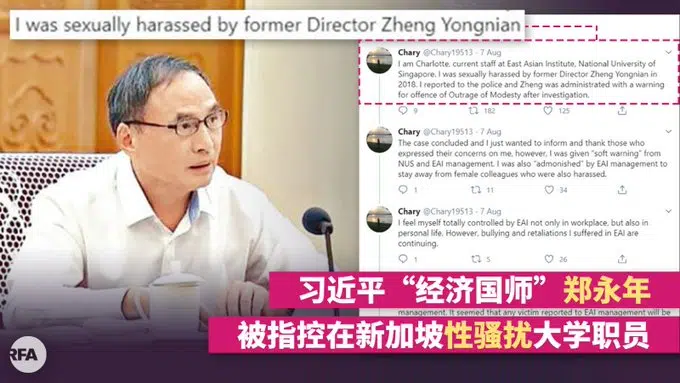 I was sexually harassed by former Director Zheng Yongnian
Chary @Chary19513 · 7 Aug
I am Charlotte, current staff at East Asian Institute, National University of
Singapore. I was sexually harassed by former Director Zheng Yongnian in
2018. I reported to the police and Zheng was administrated with a warning
for offence of Outrage of Modesty after investigation.
9 182 125
Chary @Chary19513 · 7 Aug
The case concluded and I just wanted to inform and thank those who
expressed their concerns on me, however, I was given "soft warning" from
NUS and EAI management. I was also "admonished" by EAI management to
stay away from female colleagues who were also harassed.
1 11 34
Chary @Chary19513 · 7 Aug
I feel myself totally controlled by EAI not only in workplace, but also in
personal life. However, bullying and retaliations I suffered in EAI are
continuing.
1 5 26
management. It seemed that any victim reported to EAI management will be
习近平“经济国师”郑永年
被指控在新加坡性骚扰大学职员
RFA